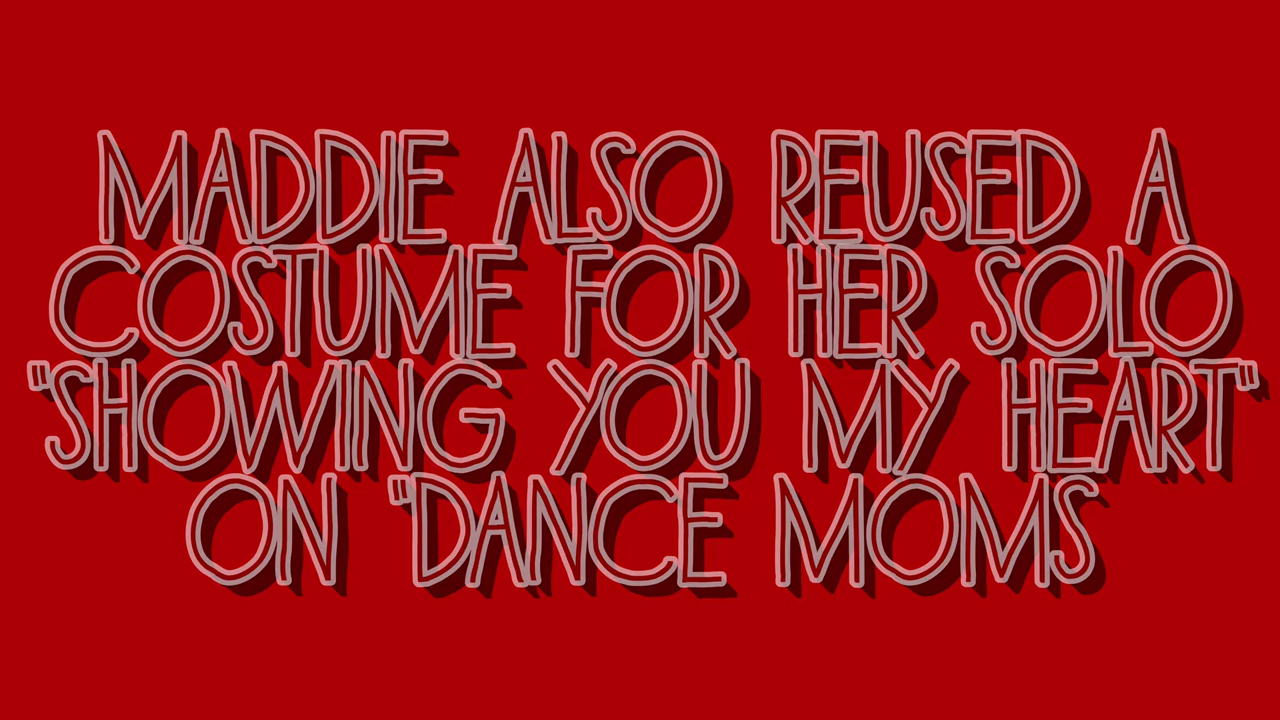 MADDIE ALSO REUSED A
COSTUME FOR HER SOLO
"SHOWING YOU MY HEART"
ON "DANCE MOMS